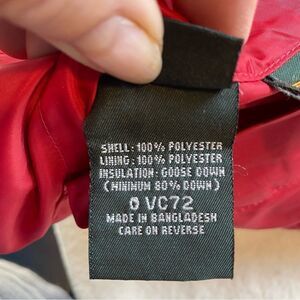 SHELL: 100% POLYESTER
LINING: 100% POLYESTER
INSULATION: GOOSE DOWN
(MINIMUM 80% DOWN)
0 VC72
MADE IN BANGLADESH
CARE ON REVERSE